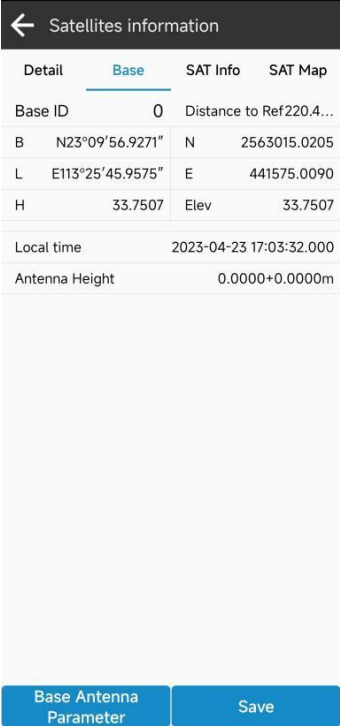 Satellites information
Detail Base SAT Info SAT Map
Base ID 0 Distance to Ref220.4...
B N23°09′56.9271″ N 2563015.0205
L E113°25′45.9575″ E 441575.0090
H 33.7507 Elev 33.7507
Local time 2023-04-23 17:03:32.000
Antenna Height 0.0000+0.0000m
Base Antenna
Parameter
Save